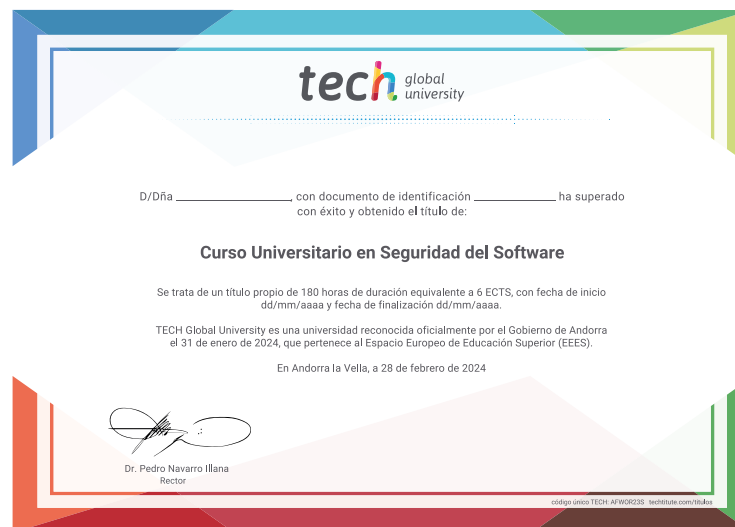 tech global university
D/Dña ____________, con documento de identificación ____________ ha superado
con éxito y obtenido el título de:
Curso Universitario en Seguridad del Software
Se trata de un título propio de 180 horas de duración equivalente a 6 ECTS, con fecha de inicio
dd/mm/aaaa y fecha de finalización dd/mm/aaaa.
TECH Global University es una universidad reconocida oficialmente por el Gobierno de Andorra
el 31 de enero de 2024, que pertenece al Espacio Europeo de Educación Superior (EEES).
En Andorra la Vella, a 28 de febrero de 2024
Dr. Pedro Navarro Illana
Rector
código único TECH: AFWOR23S techtitute.com/titulos